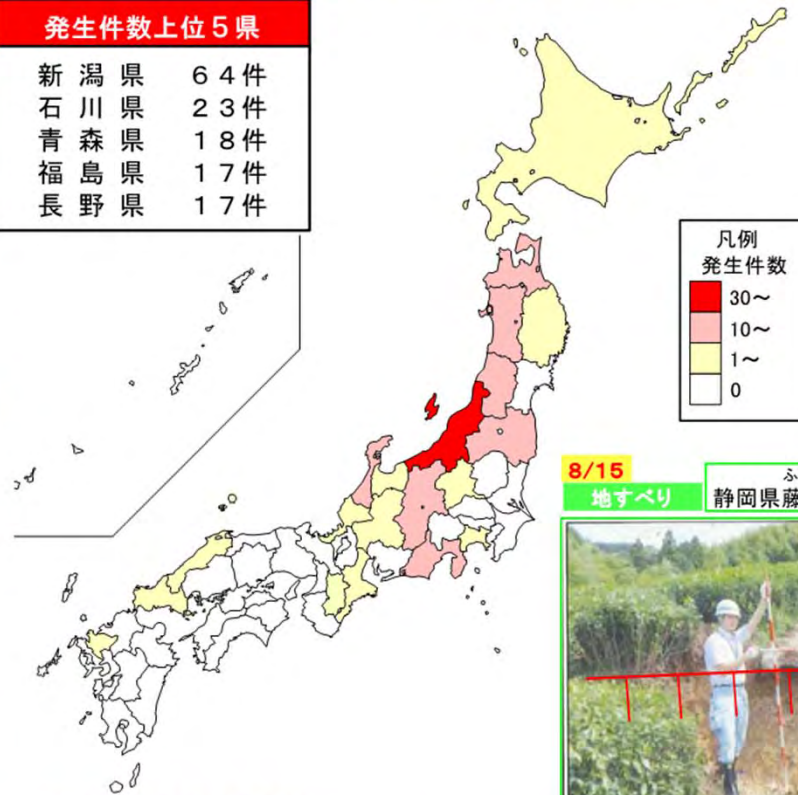 発生件数上位5県
新潟県 64件
石川県 23件
青森県 18件
福島県 17件
長野県 17件
凡例
発生件数
30～
10～
1～
0
8/15
地すべり
ふ
静岡県藤